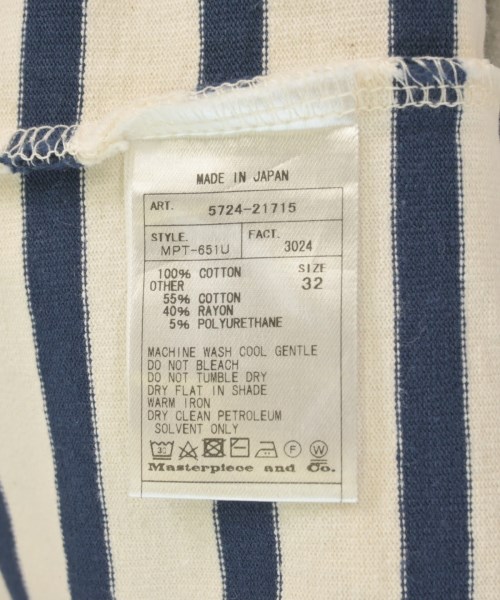 MADE IN JAPAN
ART. 5724-21715
STYLE. FACT.
MPT-651U 3024
100% COTTON SIZE
OTHER 32
55% COTTON
40% RAYON
5% POLYURETHANE
MACHINE WASH COOL GENTLE
DO NOT BLEACH
DO NOT TUMBLE DRY
DRY FLAT IN SHADE
WARM IRON
DRY CLEAN PETROLEUM
SOLVENT ONLY
30 F W
Masterpiece and Co.